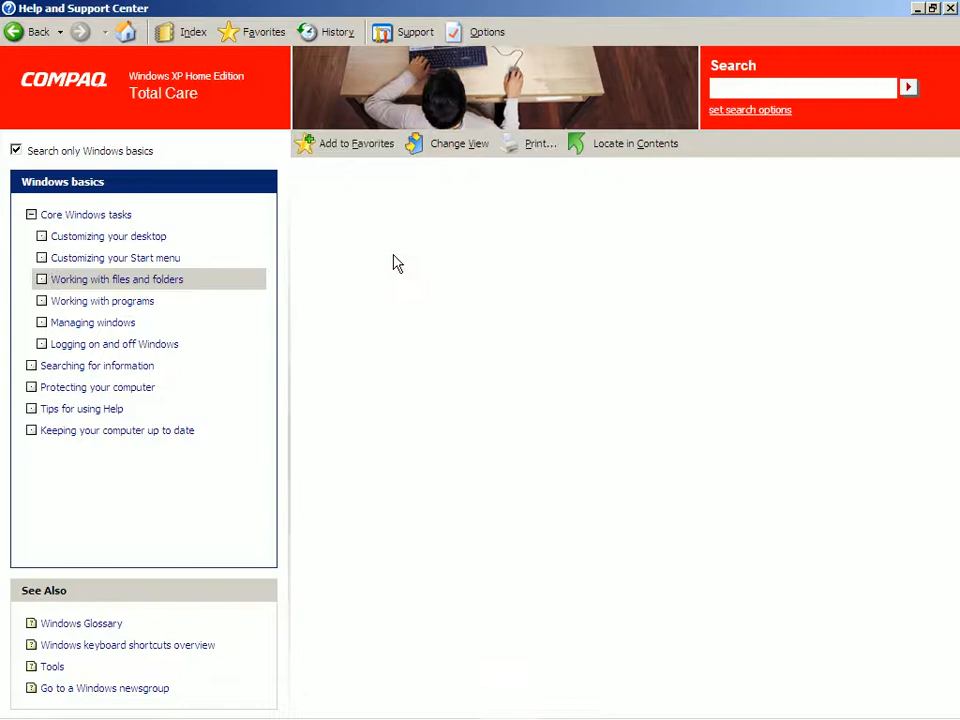 Help and Support Center
Back
Index
Favorites
History
Support
Options
COMPAQ
Windows XP Home Edition
Total Care
Search
set search options
Search only Windows basics
Add to Favorites
Change View
Print...
Locate in Contents
Windows basics
Core Windows tasks
Customizing your desktop
Customizing your Start menu
Working with files and folders
Working with programs
Managing windows
Logging on and off Windows
Searching for information
Protecting your computer
Tips for using Help
Keeping your computer up to date
See Also
Windows Glossary
Windows keyboard shortcuts overview
Tools
Go to a Windows newsgroup